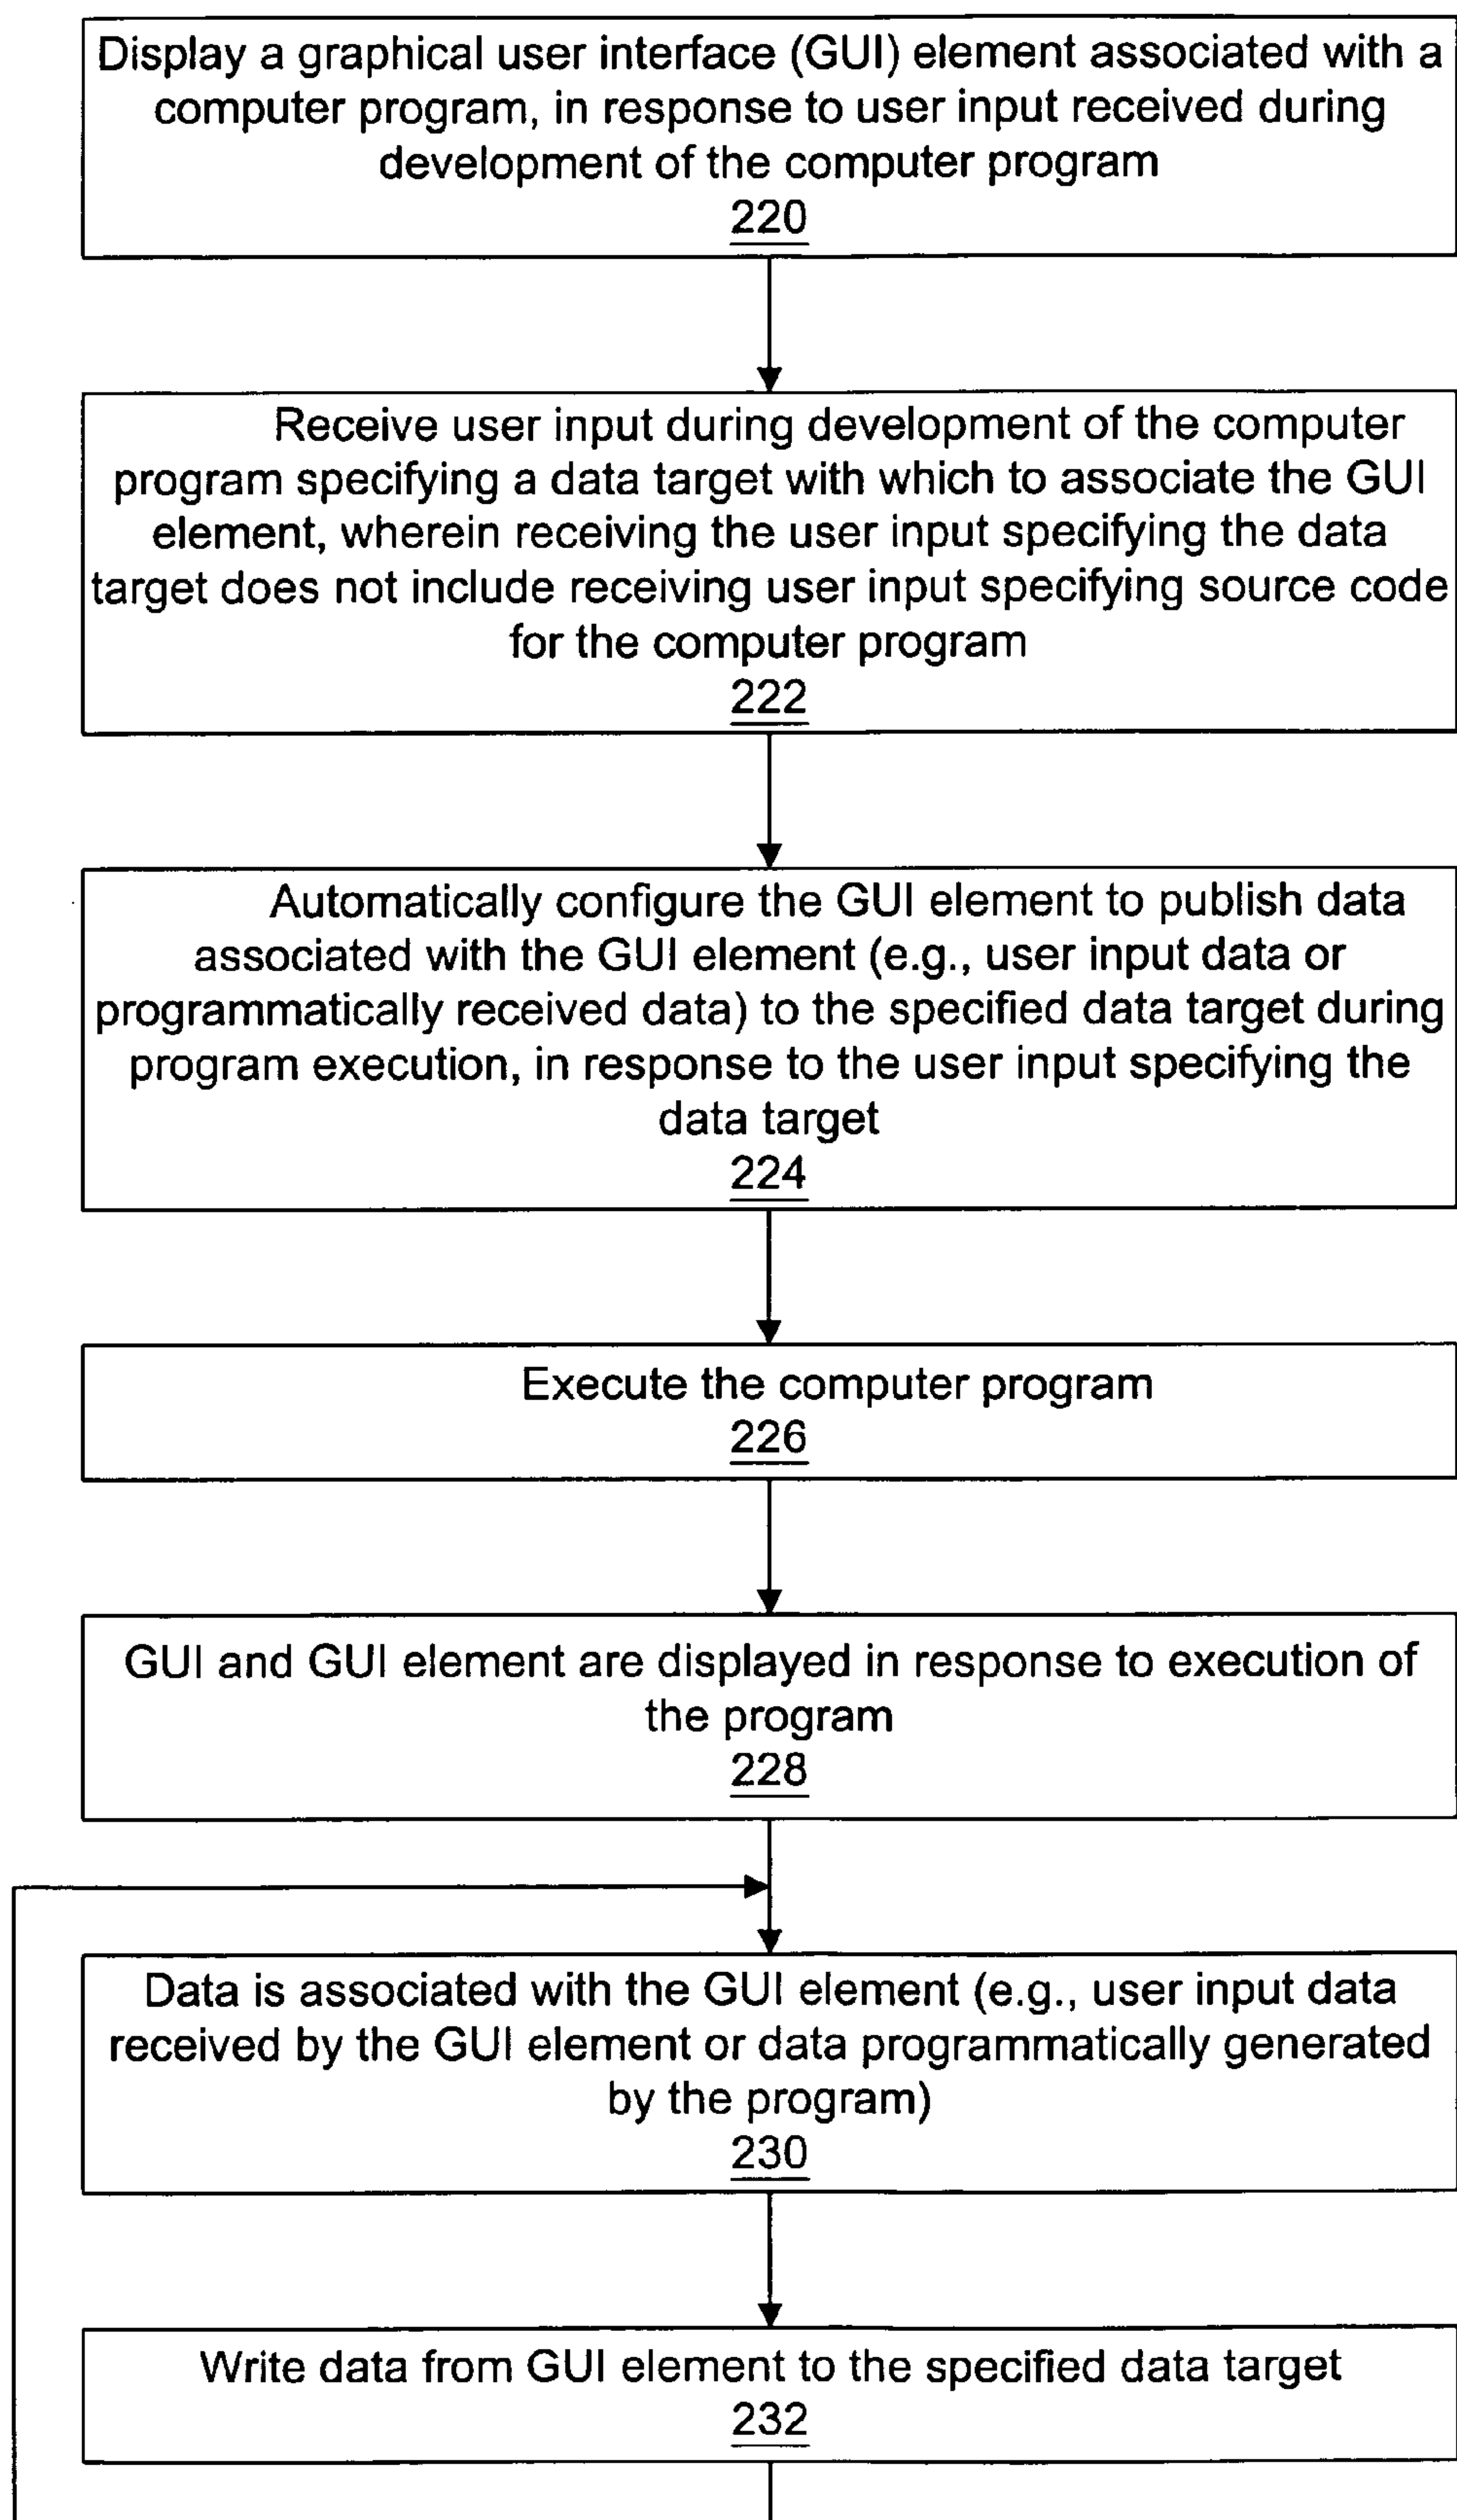 Display a graphical user interface (GUI) element associated with a
computer program, in response to user input received during
development of the computer program
220
Receive user input during development of the computer
program specifying a data target with which to associate the GUI
element, wherein receiving the user input specifying the data
target does not include receiving user input specifying source code
for the computer program
222
Automatically configure the GUI element to publish data
associated with the GUI element (e.g., user input data or
programmatically received data) to the specified data target during
program execution, in response to the user input specifying the
data target
224
Execute the computer program
226
GUI and GUI element are displayed in response to execution of
the program
228
Data is associated with the GUI element (e.g., user input data
received by the GUI element or data programmatically generated
by the program)
230
Write data from GUI element to the specified data target
232